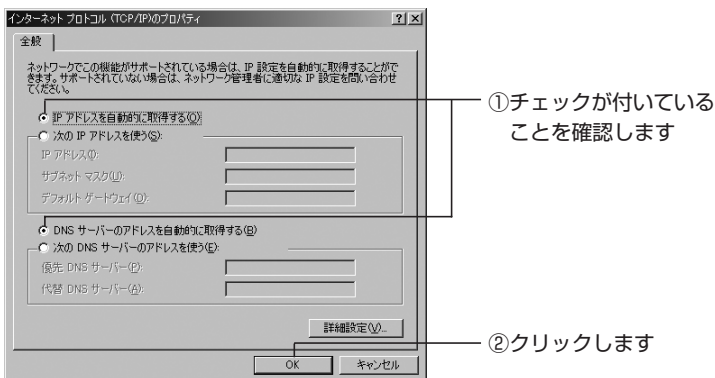 インターネット プロトコル (TCP/IP)のプロパティ
全般
ネットワークでこの機能がサポートされている場合は、IP 設定を自動的に取得することがで
きます。サポートされていない場合は、ネットワーク管理者に適切な IP 設定を問い合わせ
てください。
IP アドレスを自動的に取得する(O)
次の IP アドレスを使う(S):
IP アドレス(I):
サブネット マスク(U):
デフォルト ゲートウェイ(D):
DNS サーバーのアドレスを自動的に取得する(B)
次の DNS サーバーのアドレスを使う(E):
優先 DNS サーバー(P):
代替 DNS サーバー(A):
詳細設定(V)...
OK
キャンセル
①チェックが付いている
ことを確認します
②クリックします